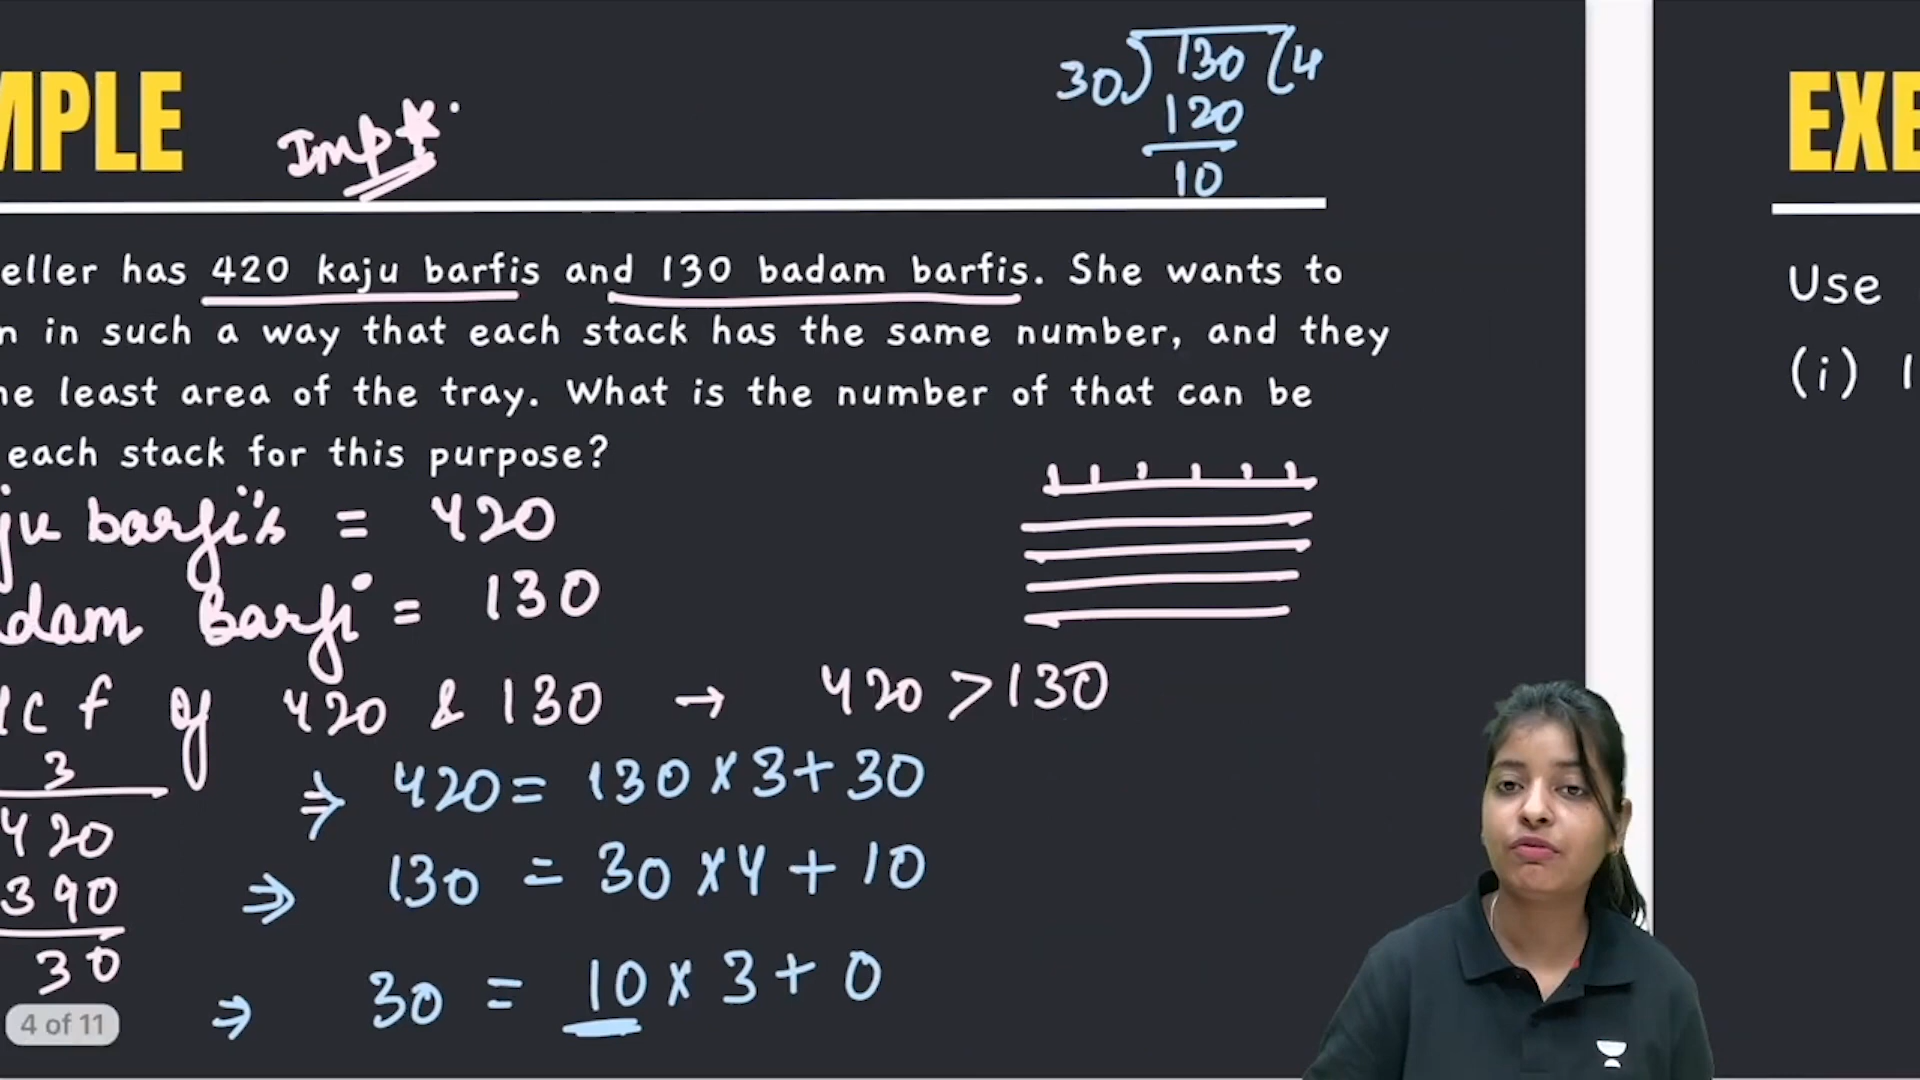 MPLE
Imp*.
30) 130 (4
120
10
EXE
eller has 420 kaju barfis and 130 badam barfis. She wants to
n in such a way that each stack has the same number, and they
ne least area of the tray. What is the number of that can be
each stack for this purpose?
Use
(i) 1
ju barfi's = 420
dam Barfi = 130
HCF of 420 & 130 → 420 > 130
3
420
390
30
⇒ 420 = 130 × 3 + 30
⇒ 130 = 30 × 4 + 10
⇒ 30 = 10 × 3 + 0
4 of 11